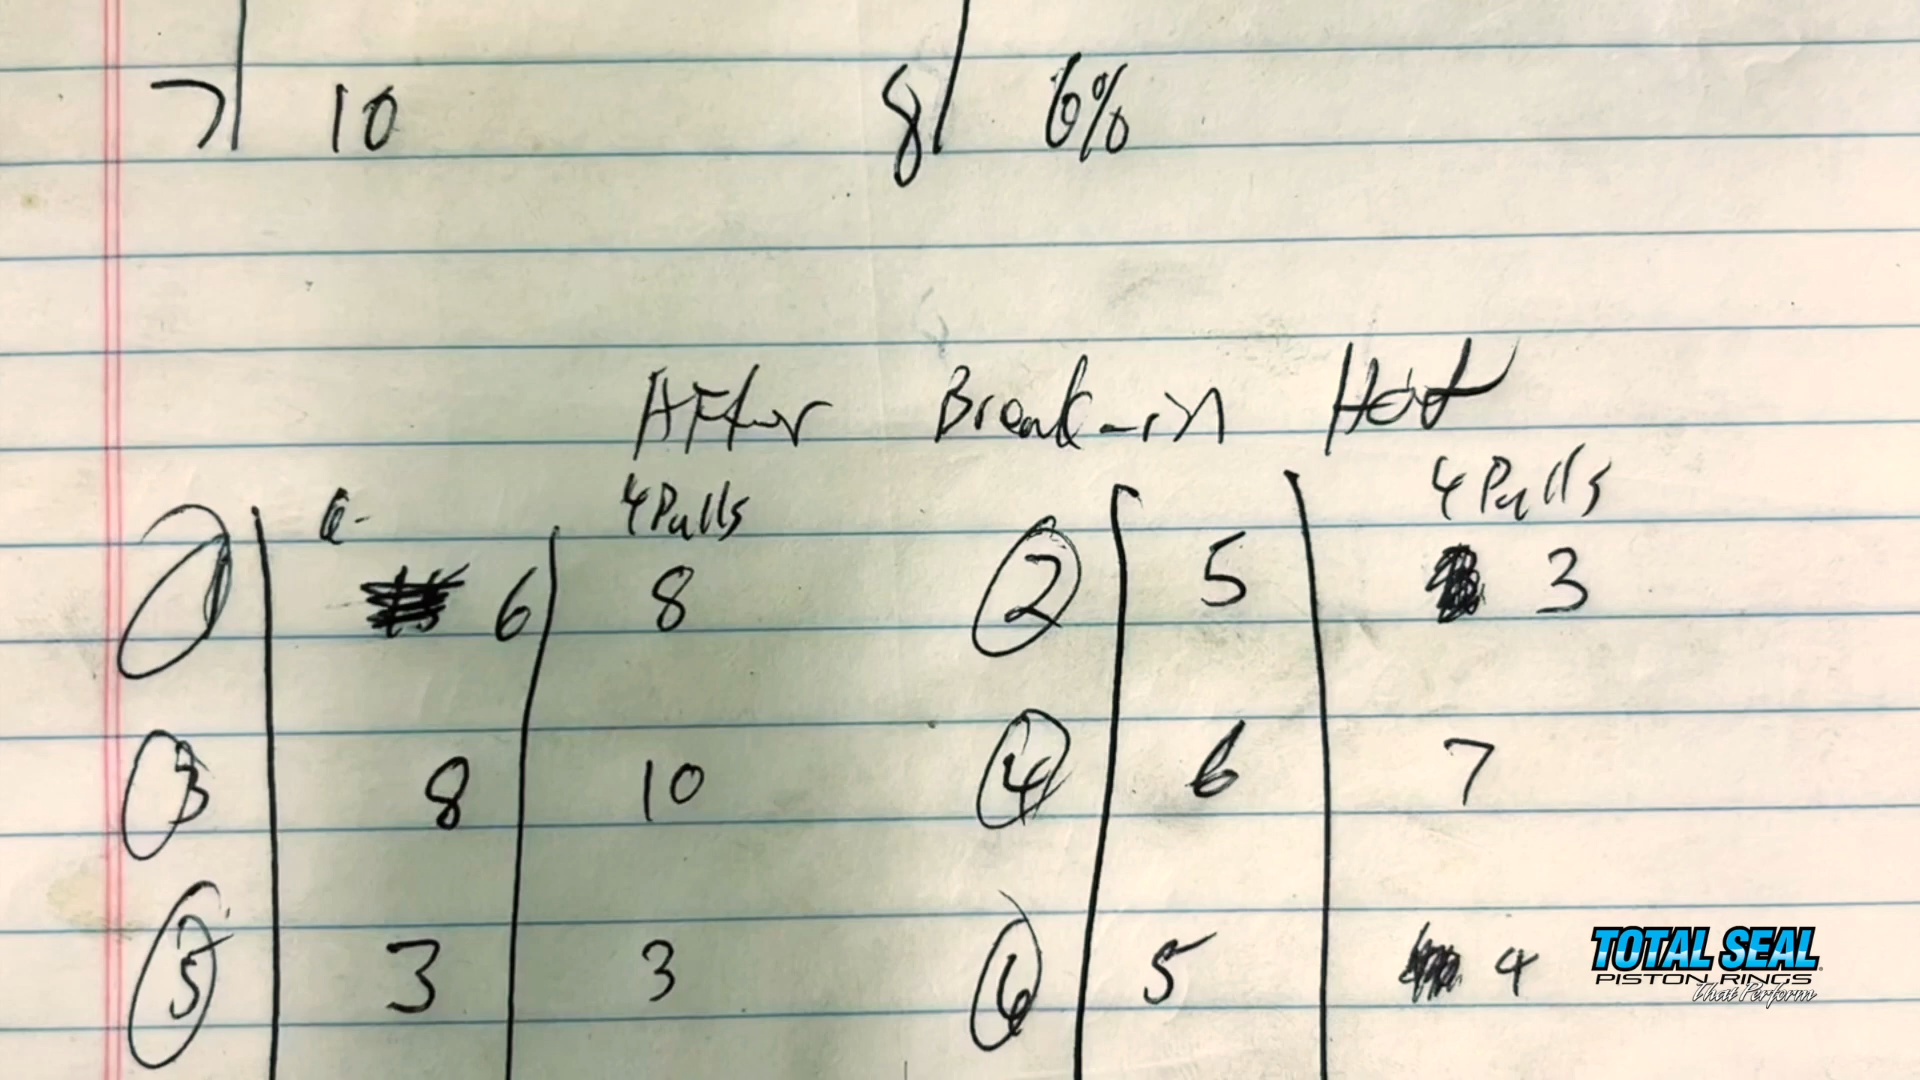 7 10 8 6%
After Break-in Hot
4 Pulls 4 Pulls
1 6 8 2 5 3
3 8 10 4 6 7
5 3 3 6 5 4
TOTAL SEAL
PISTON RINGS
That Perform